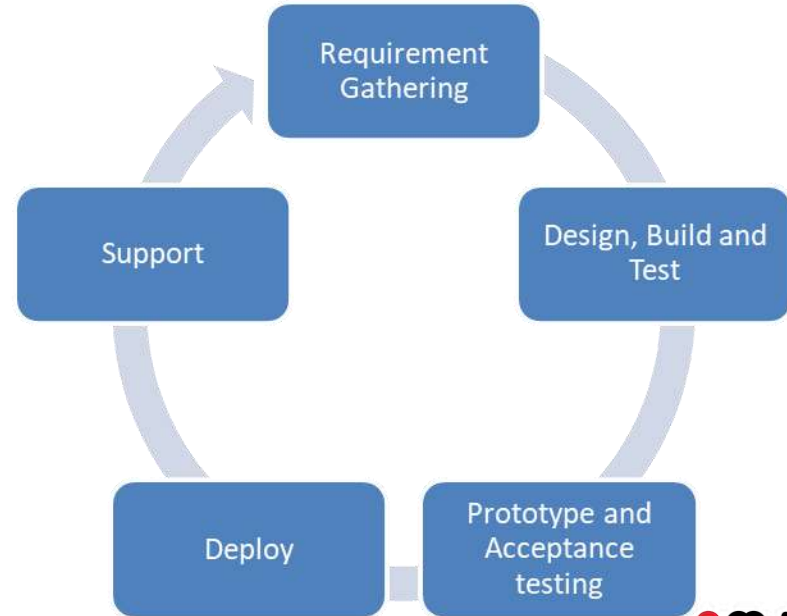 Requirement
Gathering
Design, Build and
Test
Prototype and
Acceptance
testing
Deploy
Support